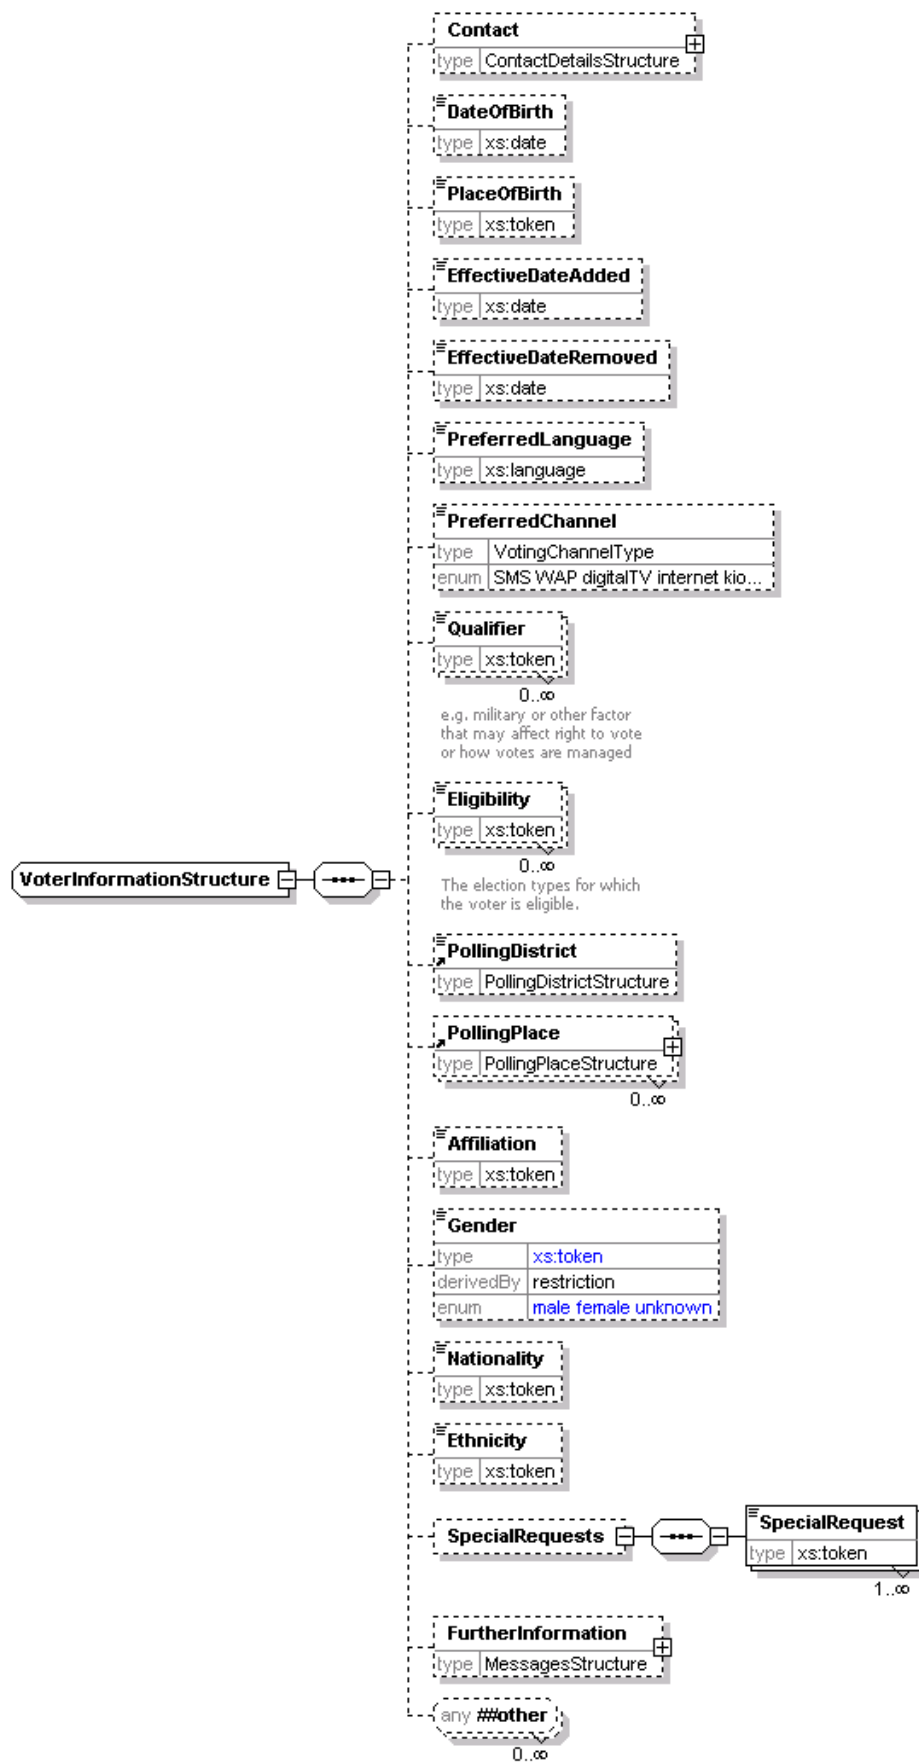 Contact
type ContactDetailsStructure
DateOfBirth
type xs:date
PlaceOfBirth
type xs:token
EffectiveDateAdded
type xs:date
EffectiveDateRemoved
type xs:date
PreferredLanguage
type xs:language
PreferredChannel
type VotingChannelType
enum SMS WAP digitalTV internet kio...
Qualifier
type xs:token
0..∞
e.g. military or other factor
that may affect right to vote
or how votes are managed
Eligibility
type xs:token
0..∞
The election types for which
the voter is eligible.
VoterInformationStructure
PollingDistrict
type PollingDistrictStructure
PollingPlace
type PollingPlaceStructure
0..∞
Affiliation
type xs:token
Gender
type xs:token
derivedBy restriction
enum male female unknown
Nationality
type xs:token
Ethnicity
type xs:token
SpecialRequests
SpecialRequest
type xs:token
1..∞
FurtherInformation
type MessagesStructure
any ##other
0..∞